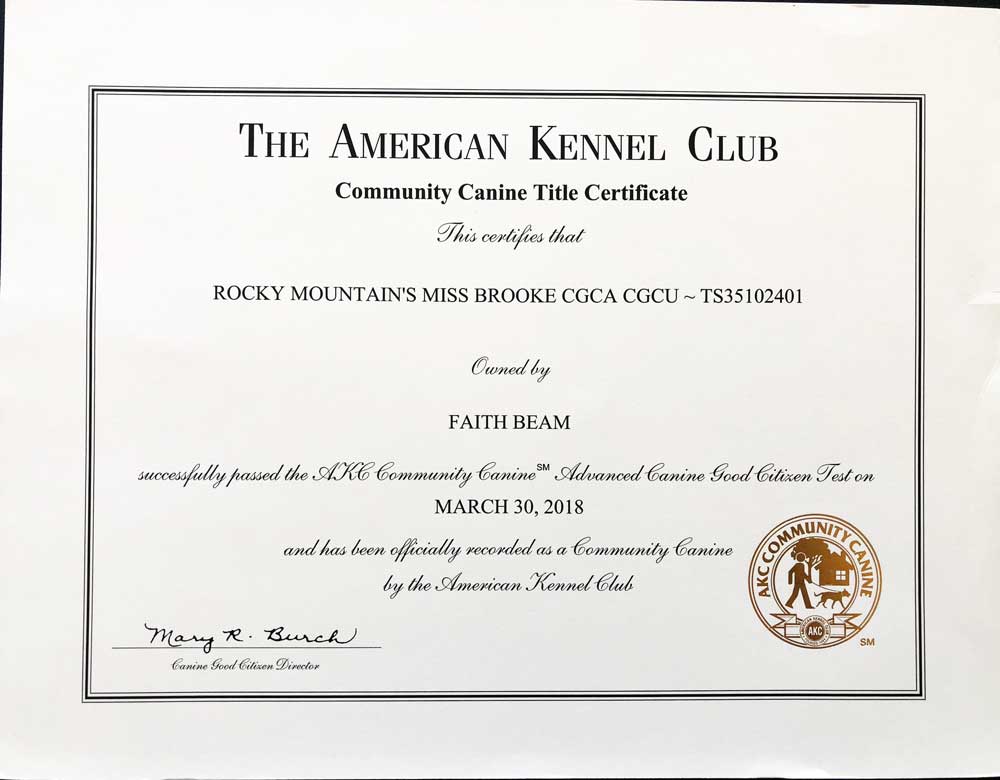 THE AMERICAN KENNEL CLUB
Community Canine Title Certificate
This certifies that
ROCKY MOUNTAIN'S MISS BROOKE CGCA CGCU ~ TS35102401
Owned by
FAITH BEAM
successfully passed the AKC Community Canine℠ Advanced Canine Good Citizen Test on
MARCH 30, 2018
and has been officially recorded as a Community Canine
by the American Kennel Club
AKC COMMUNITY CANINE
AKC
SM
Mary R. Burch
Canine Good Citizen Director